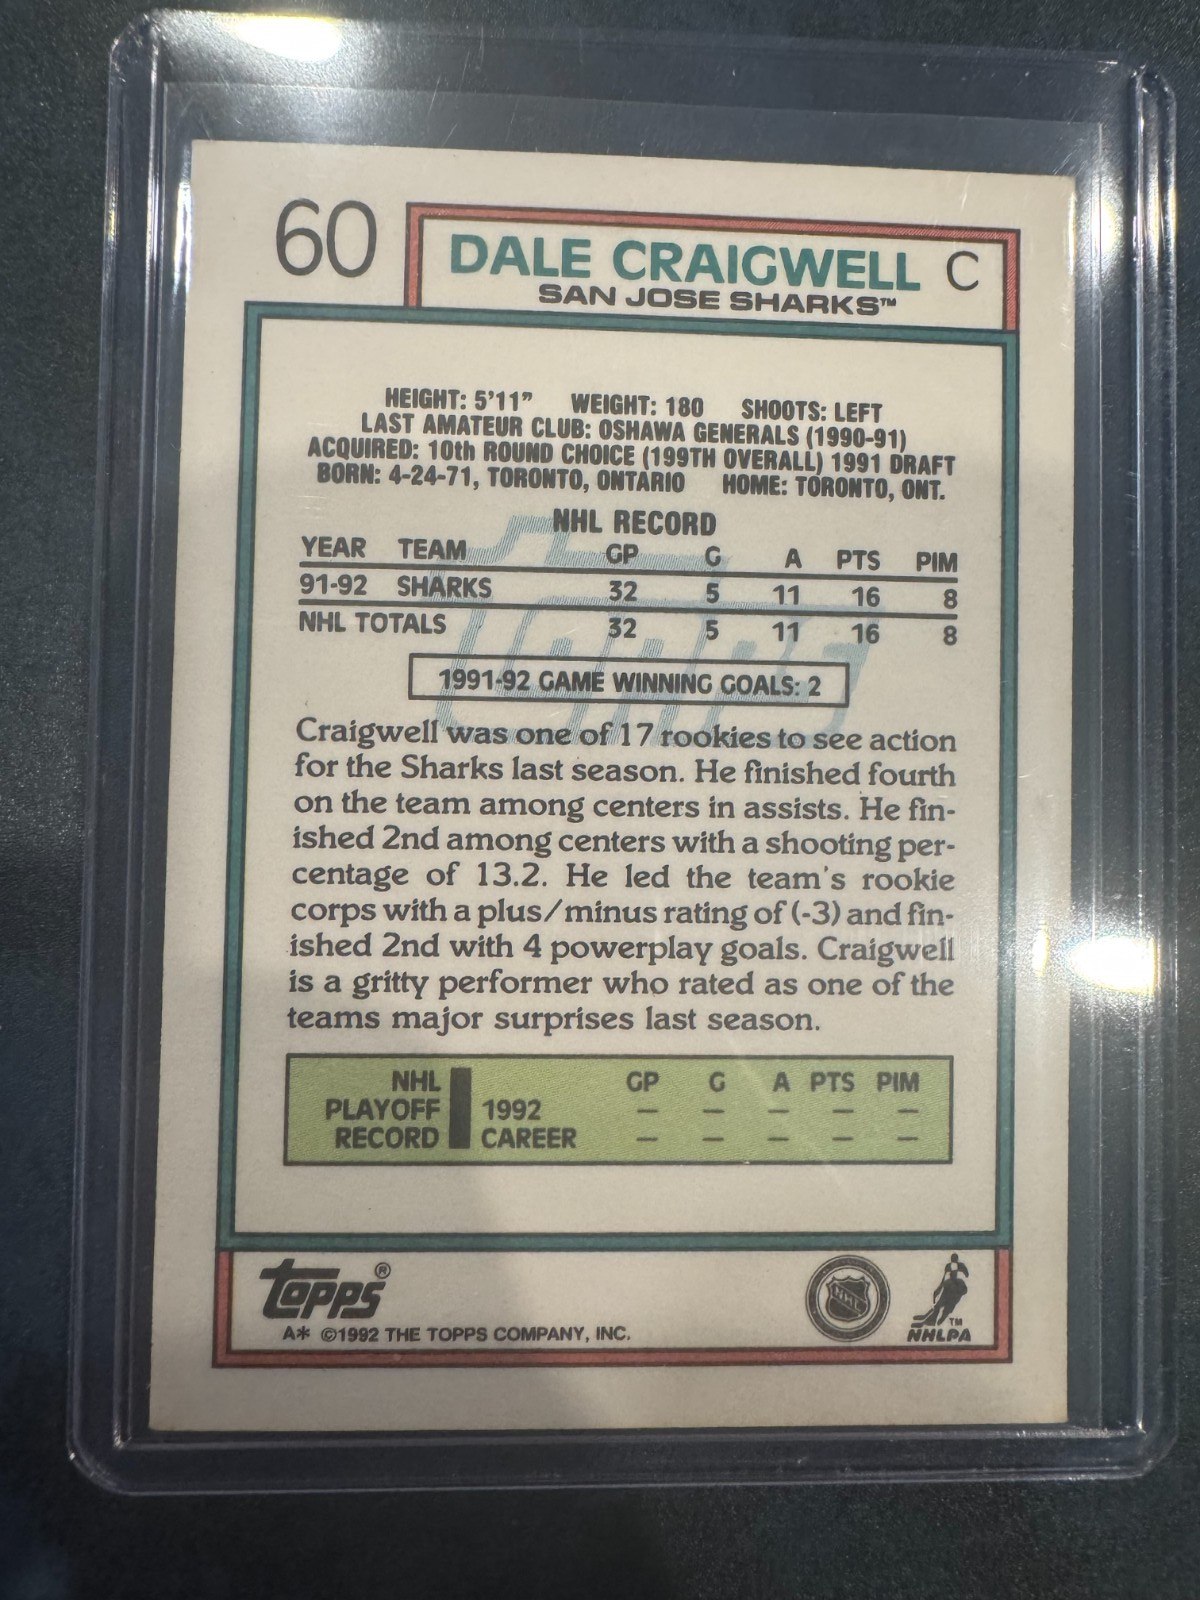 60
DALE CRAIGWELL C
SAN JOSE SHARKS™
HEIGHT: 5'11" WEIGHT: 180 SHOOTS: LEFT
LAST AMATEUR CLUB: OSHAWA GENERALS (1990-91)
ACQUIRED: 10th ROUND CHOICE (199TH OVERALL) 1991 DRAFT
BORN: 4-24-71, TORONTO, ONTARIO HOME: TORONTO, ONT.
NHL RECORD
YEAR TEAM GP G A PTS PIM
91-92 SHARKS 32 5 11 16 8
NHL TOTALS 32 5 11 16 8
1991-92 GAME WINNING GOALS: 2
Craigwell was one of 17 rookies to see action
for the Sharks last season. He finished fourth
on the team among centers in assists. He fin-
ished 2nd among centers with a shooting per-
centage of 13.2. He led the team's rookie
corps with a plus/minus rating of (-3) and fin-
ished 2nd with 4 powerplay goals. Craigwell
is a gritty performer who rated as one of the
teams major surprises last season.
NHL GP G A PTS PIM
PLAYOFF 1992 — — — — —
RECORD CAREER — — — — —
Topps®
A* ©1992 THE TOPPS COMPANY, INC.
NHL
™
NHLPA